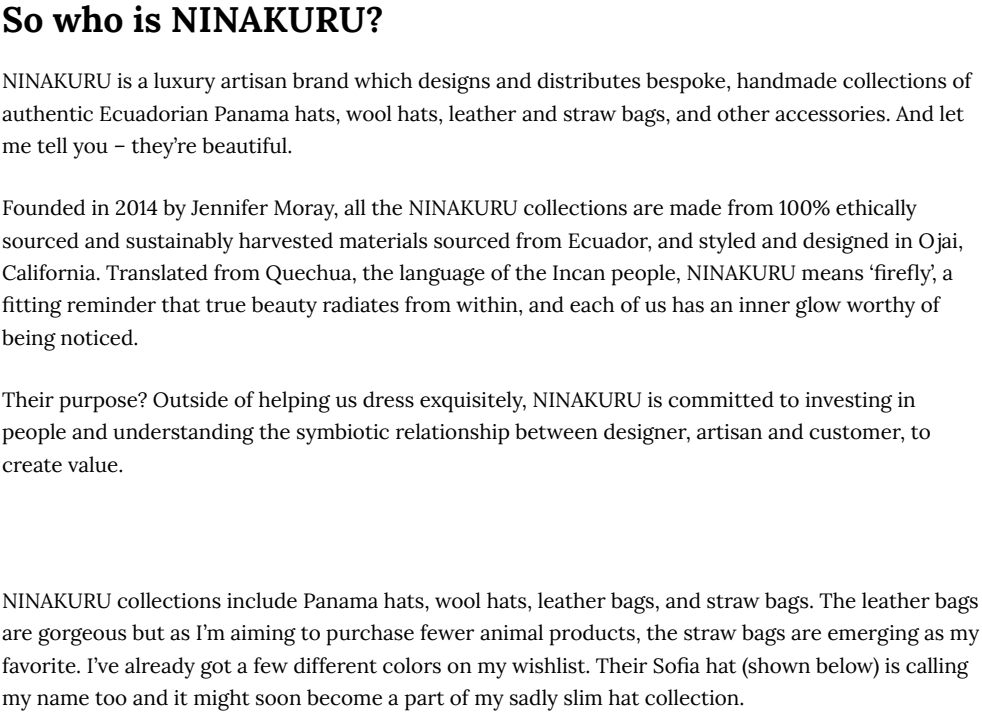 So who is NINAKURU?
NINAKURU is a luxury artisan brand which designs and distributes bespoke, handmade collections of
authentic Ecuadorian Panama hats, wool hats, leather and straw bags, and other accessories. And let
me tell you – they’re beautiful.
Founded in 2014 by Jennifer Moray, all the NINAKURU collections are made from 100% ethically
sourced and sustainably harvested materials sourced from Ecuador, and styled and designed in Ojai,
California. Translated from Quechua, the language of the Incan people, NINAKURU means ‘firefly’, a
fitting reminder that true beauty radiates from within, and each of us has an inner glow worthy of
being noticed.
Their purpose? Outside of helping us dress exquisitely, NINAKURU is committed to investing in
people and understanding the symbiotic relationship between designer, artisan and customer, to
create value.
NINAKURU collections include Panama hats, wool hats, leather bags, and straw bags. The leather bags
are gorgeous but as I’m aiming to purchase fewer animal products, the straw bags are emerging as my
favorite. I’ve already got a few different colors on my wishlist. Their Sofia hat (shown below) is calling
my name too and it might soon become a part of my sadly slim hat collection.